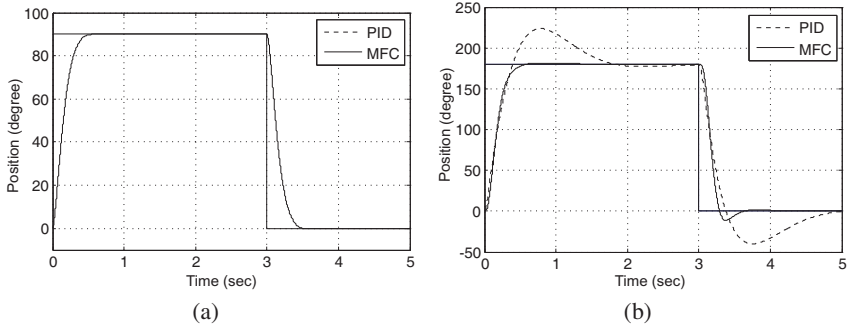 100
80
60
40
20
0
Position (degree)
0 1 2 3 4 5
Time (sec)
PID
MFC
(a)
250
200
150
100
50
0
-50
Position (degree)
0 1 2 3 4 5
Time (sec)
PID
MFC
(b)